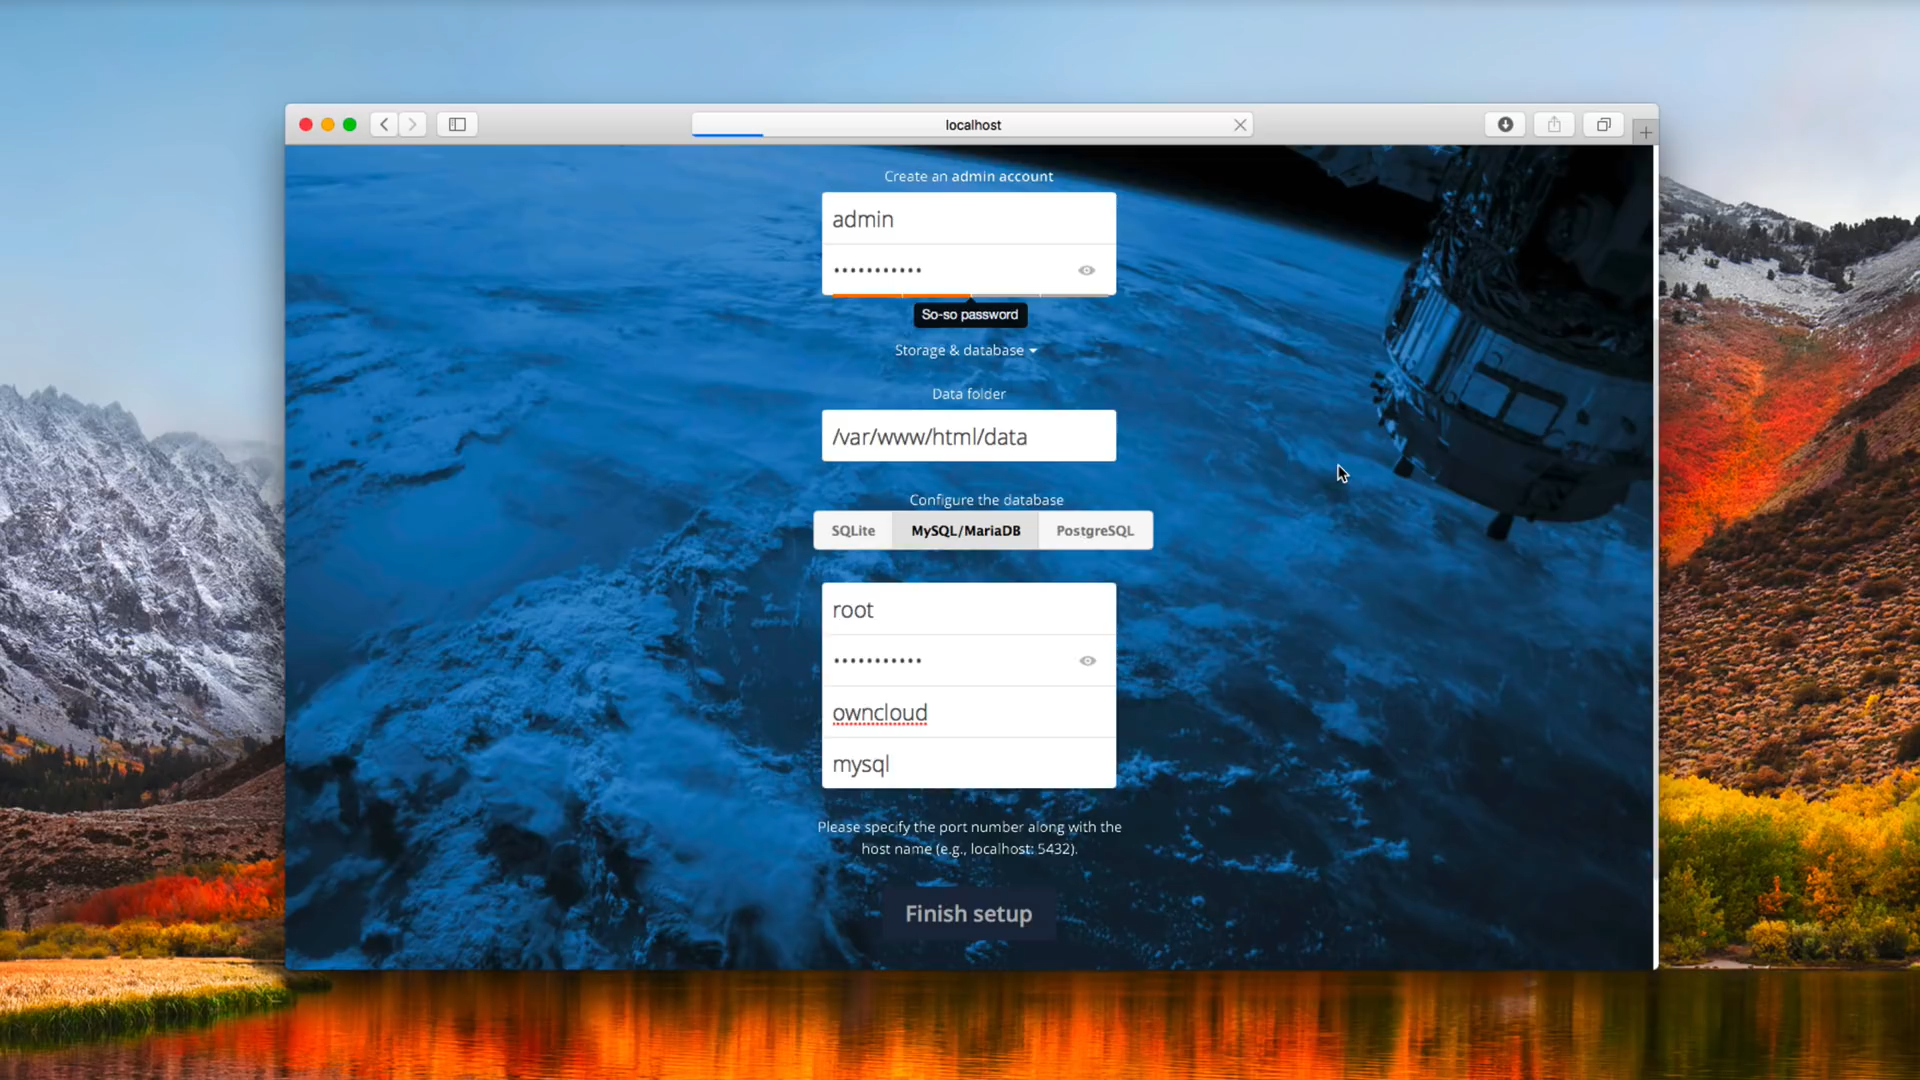 localhost
Create an admin account
admin
So-so password
Storage & database
Data folder
/var/www/html/data
Configure the database
SQLite MySQL/MariaDB PostgreSQL
root
owncloud
mysql
Please specify the port number along with the
host name (e.g., localhost: 5432).
Finish setup